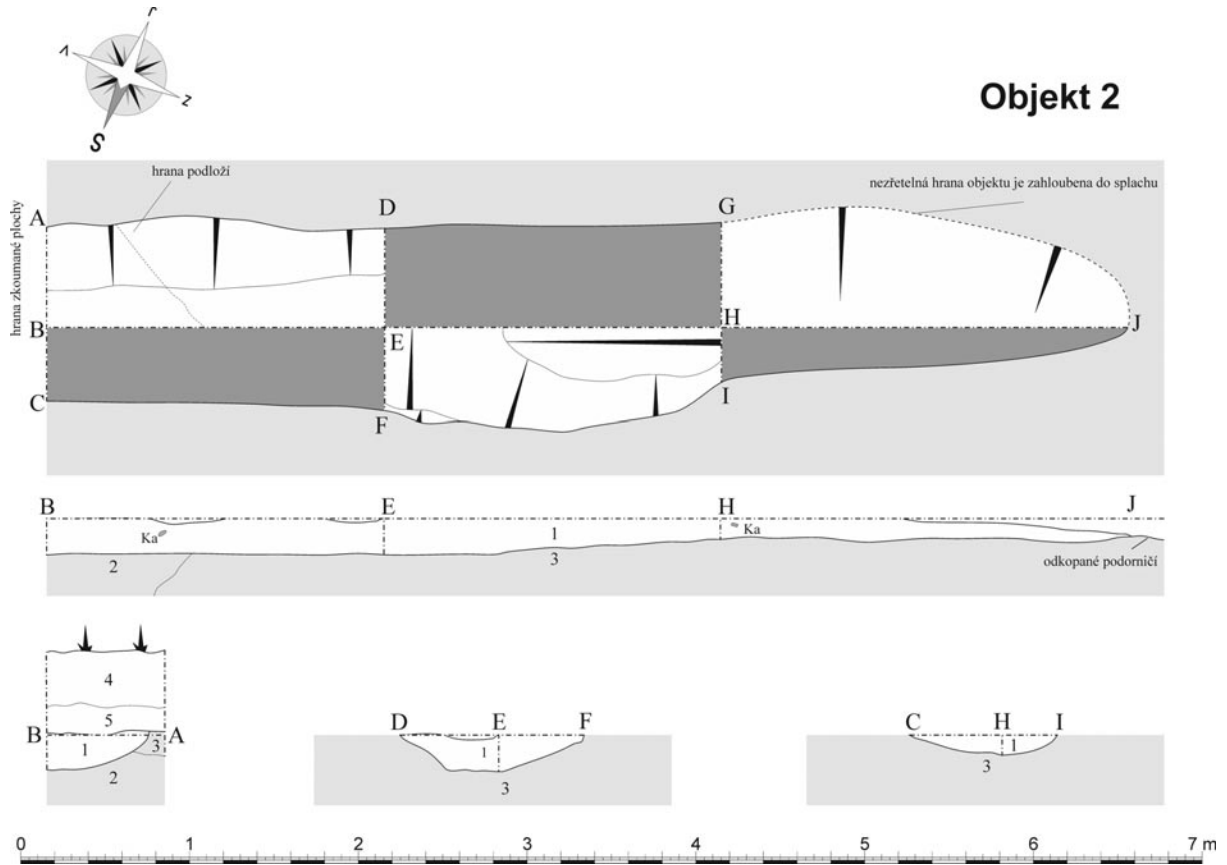 J
V
Z
S
Objekt 2
hrana podloží
nezřetelná hrana objektu je zahloubena do splachu
A
D
G
hrana zkoumané plochy
B
E
H
J
C
F
I
B
E
H
J
Ka
1
Ka
2
3
odkopané podorničí
4
5
B
A
1
3
2
D
E
F
1
3
C
H
I
1
3
0 1 2 3 4 5 6 7 m